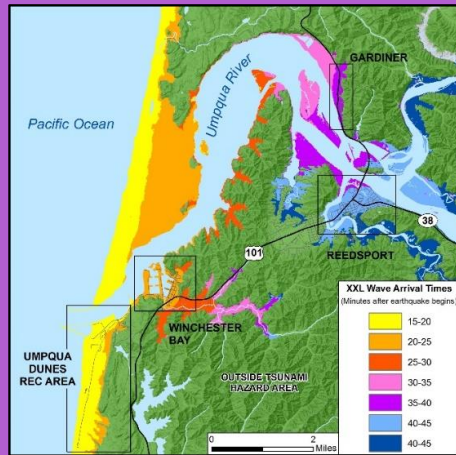 GARDINER
Umpqua River
Pacific Ocean
38
101
REEDSPORT
WINCHESTER
BAY
UMPQUA
DUNES
REC AREA
OUTSIDE TSUNAMI
HAZARD AREA
0 2
Miles
XXL Wave Arrival Times
(Minutes after earthquake begins)
15-20
20-25
25-30
30-35
35-40
40-45
40-45